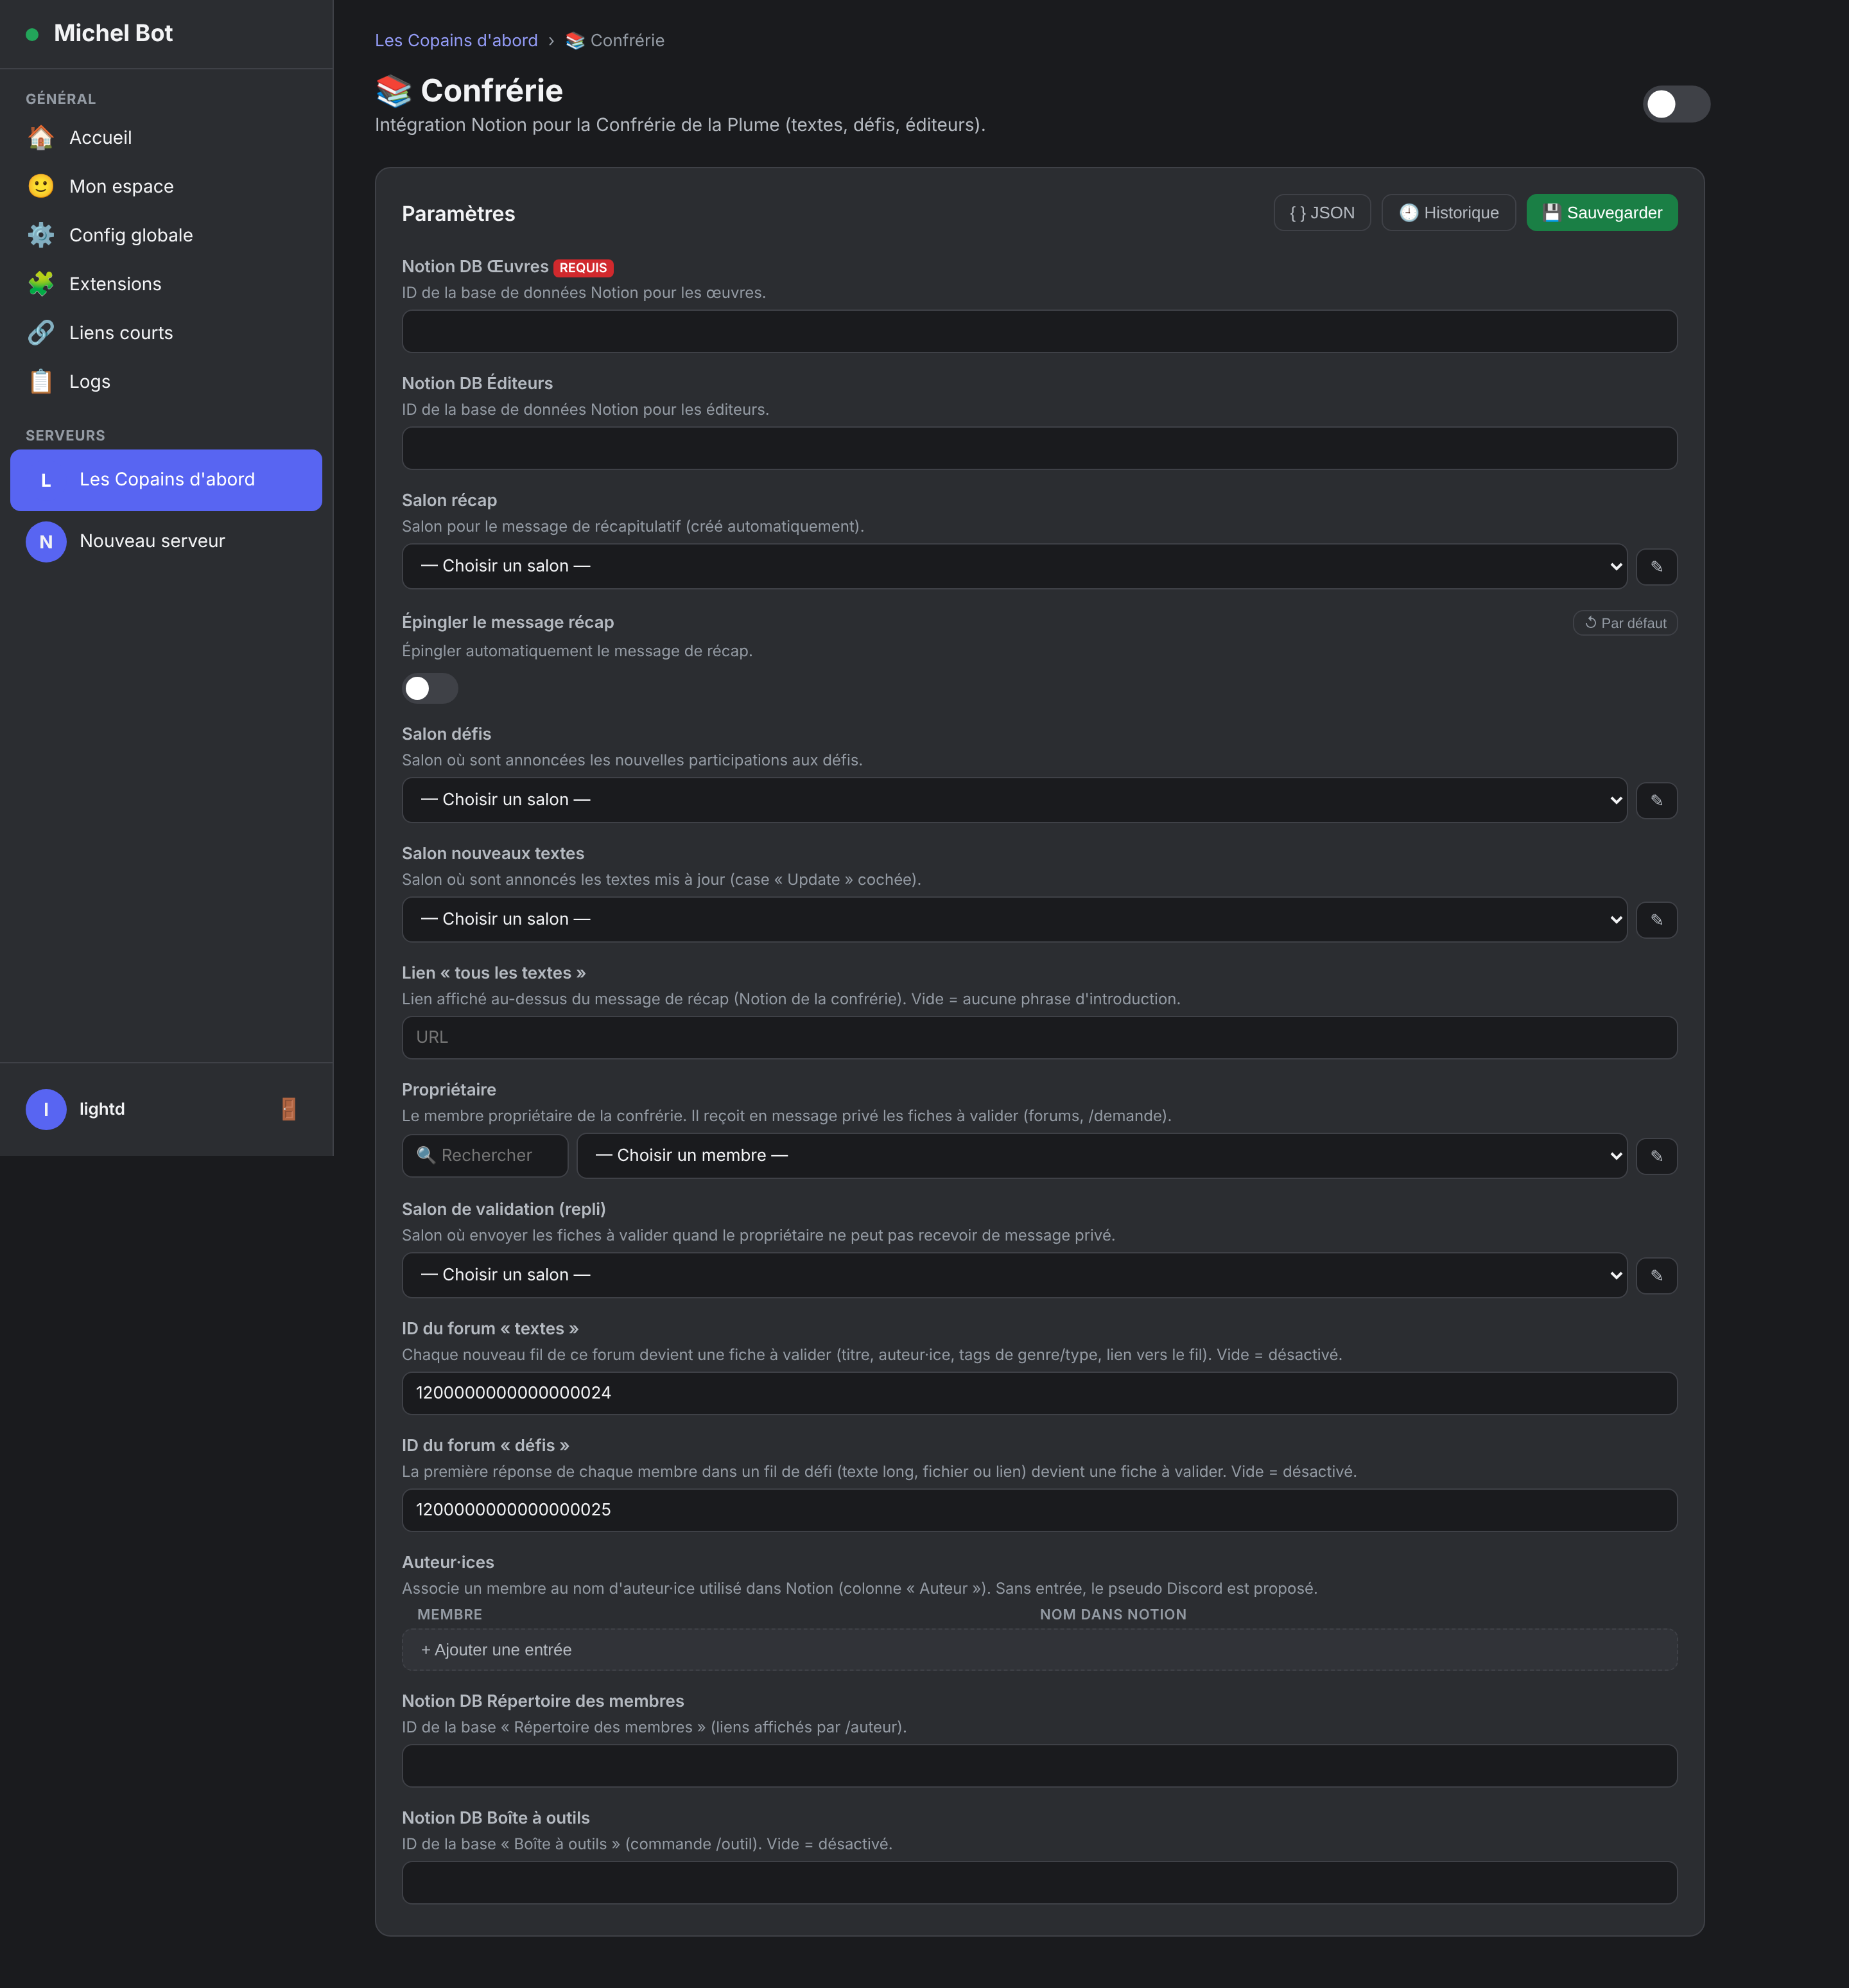 Michel Bot
GÉNÉRAL
Accueil
Mon espace
Config globale
Extensions
Liens courts
Logs
SERVEURS
L Les Copains d'abord
N Nouveau serveur
l lightd
Les Copains d'abord › Confrérie
Confrérie
Intégration Notion pour la Confrérie de la Plume (textes, défis, éditeurs).
Paramètres
{ } JSON
Historique
Sauvegarder
Notion DB Œuvres REQUIS
ID de la base de données Notion pour les œuvres.
Notion DB Éditeurs
ID de la base de données Notion pour les éditeurs.
Salon récap
Salon pour le message de récapitulatif (créé automatiquement).
— Choisir un salon —
Épingler le message récap
↺ Par défaut
Épingler automatiquement le message de récap.
Salon défis
Salon où sont annoncées les nouvelles participations aux défis.
— Choisir un salon —
Salon nouveaux textes
Salon où sont annoncés les textes mis à jour (case « Update » cochée).
— Choisir un salon —
Lien « tous les textes »
Lien affiché au-dessus du message de récap (Notion de la confrérie). Vide = aucune phrase d'introduction.
URL
Propriétaire
Le membre propriétaire de la confrérie. Il reçoit en message privé les fiches à valider (forums, /demande).
Rechercher
— Choisir un membre —
Salon de validation (repli)
Salon où envoyer les fiches à valider quand le propriétaire ne peut pas recevoir de message privé.
— Choisir un salon —
ID du forum « textes »
Chaque nouveau fil de ce forum devient une fiche à valider (titre, auteur·ice, tags de genre/type, lien vers le fil). Vide = désactivé.
1200000000000000024
ID du forum « défis »
La première réponse de chaque membre dans un fil de défi (texte long, fichier ou lien) devient une fiche à valider. Vide = désactivé.
1200000000000000025
Auteur·ices
Associe un membre au nom d'auteur·ice utilisé dans Notion (colonne « Auteur »). Sans entrée, le pseudo Discord est proposé.
MEMBRE NOM DANS NOTION
+ Ajouter une entrée
Notion DB Répertoire des membres
ID de la base « Répertoire des membres » (liens affichés par /auteur).
Notion DB Boîte à outils
ID de la base « Boîte à outils » (commande /outil). Vide = désactivé.